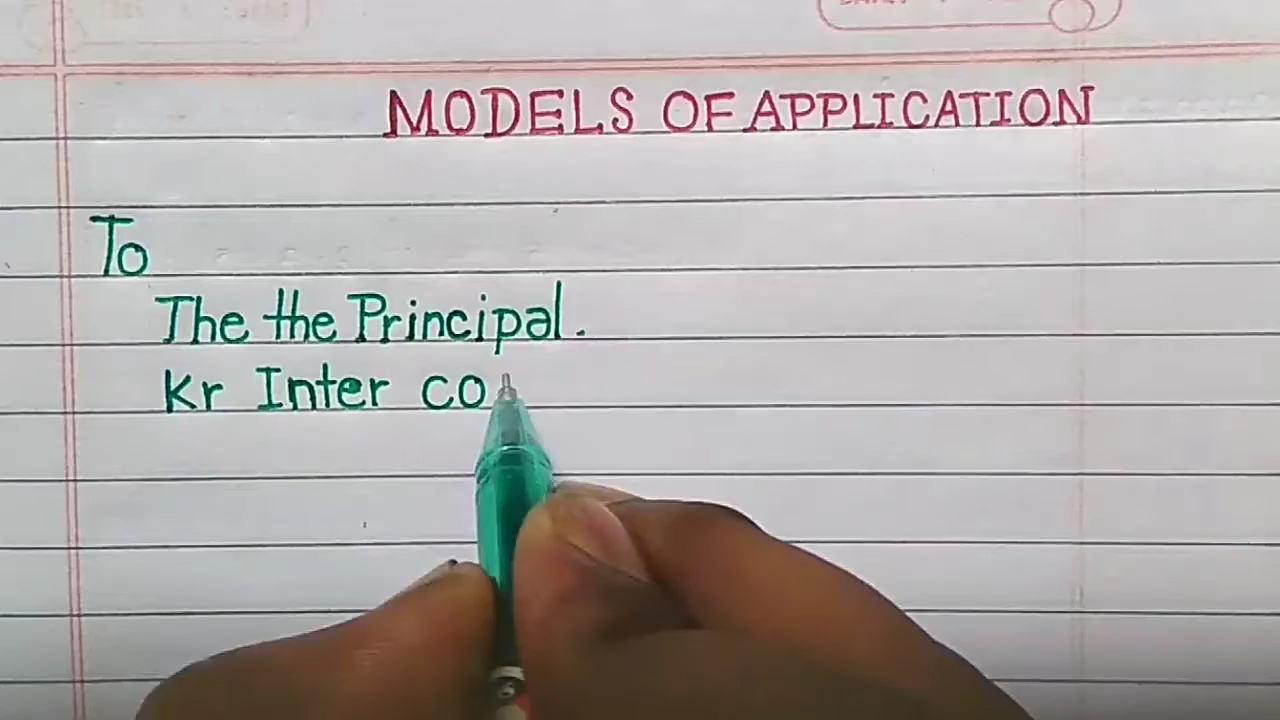 MODELS OF APPLICATION
To
The the Principal.
Kr Inter co